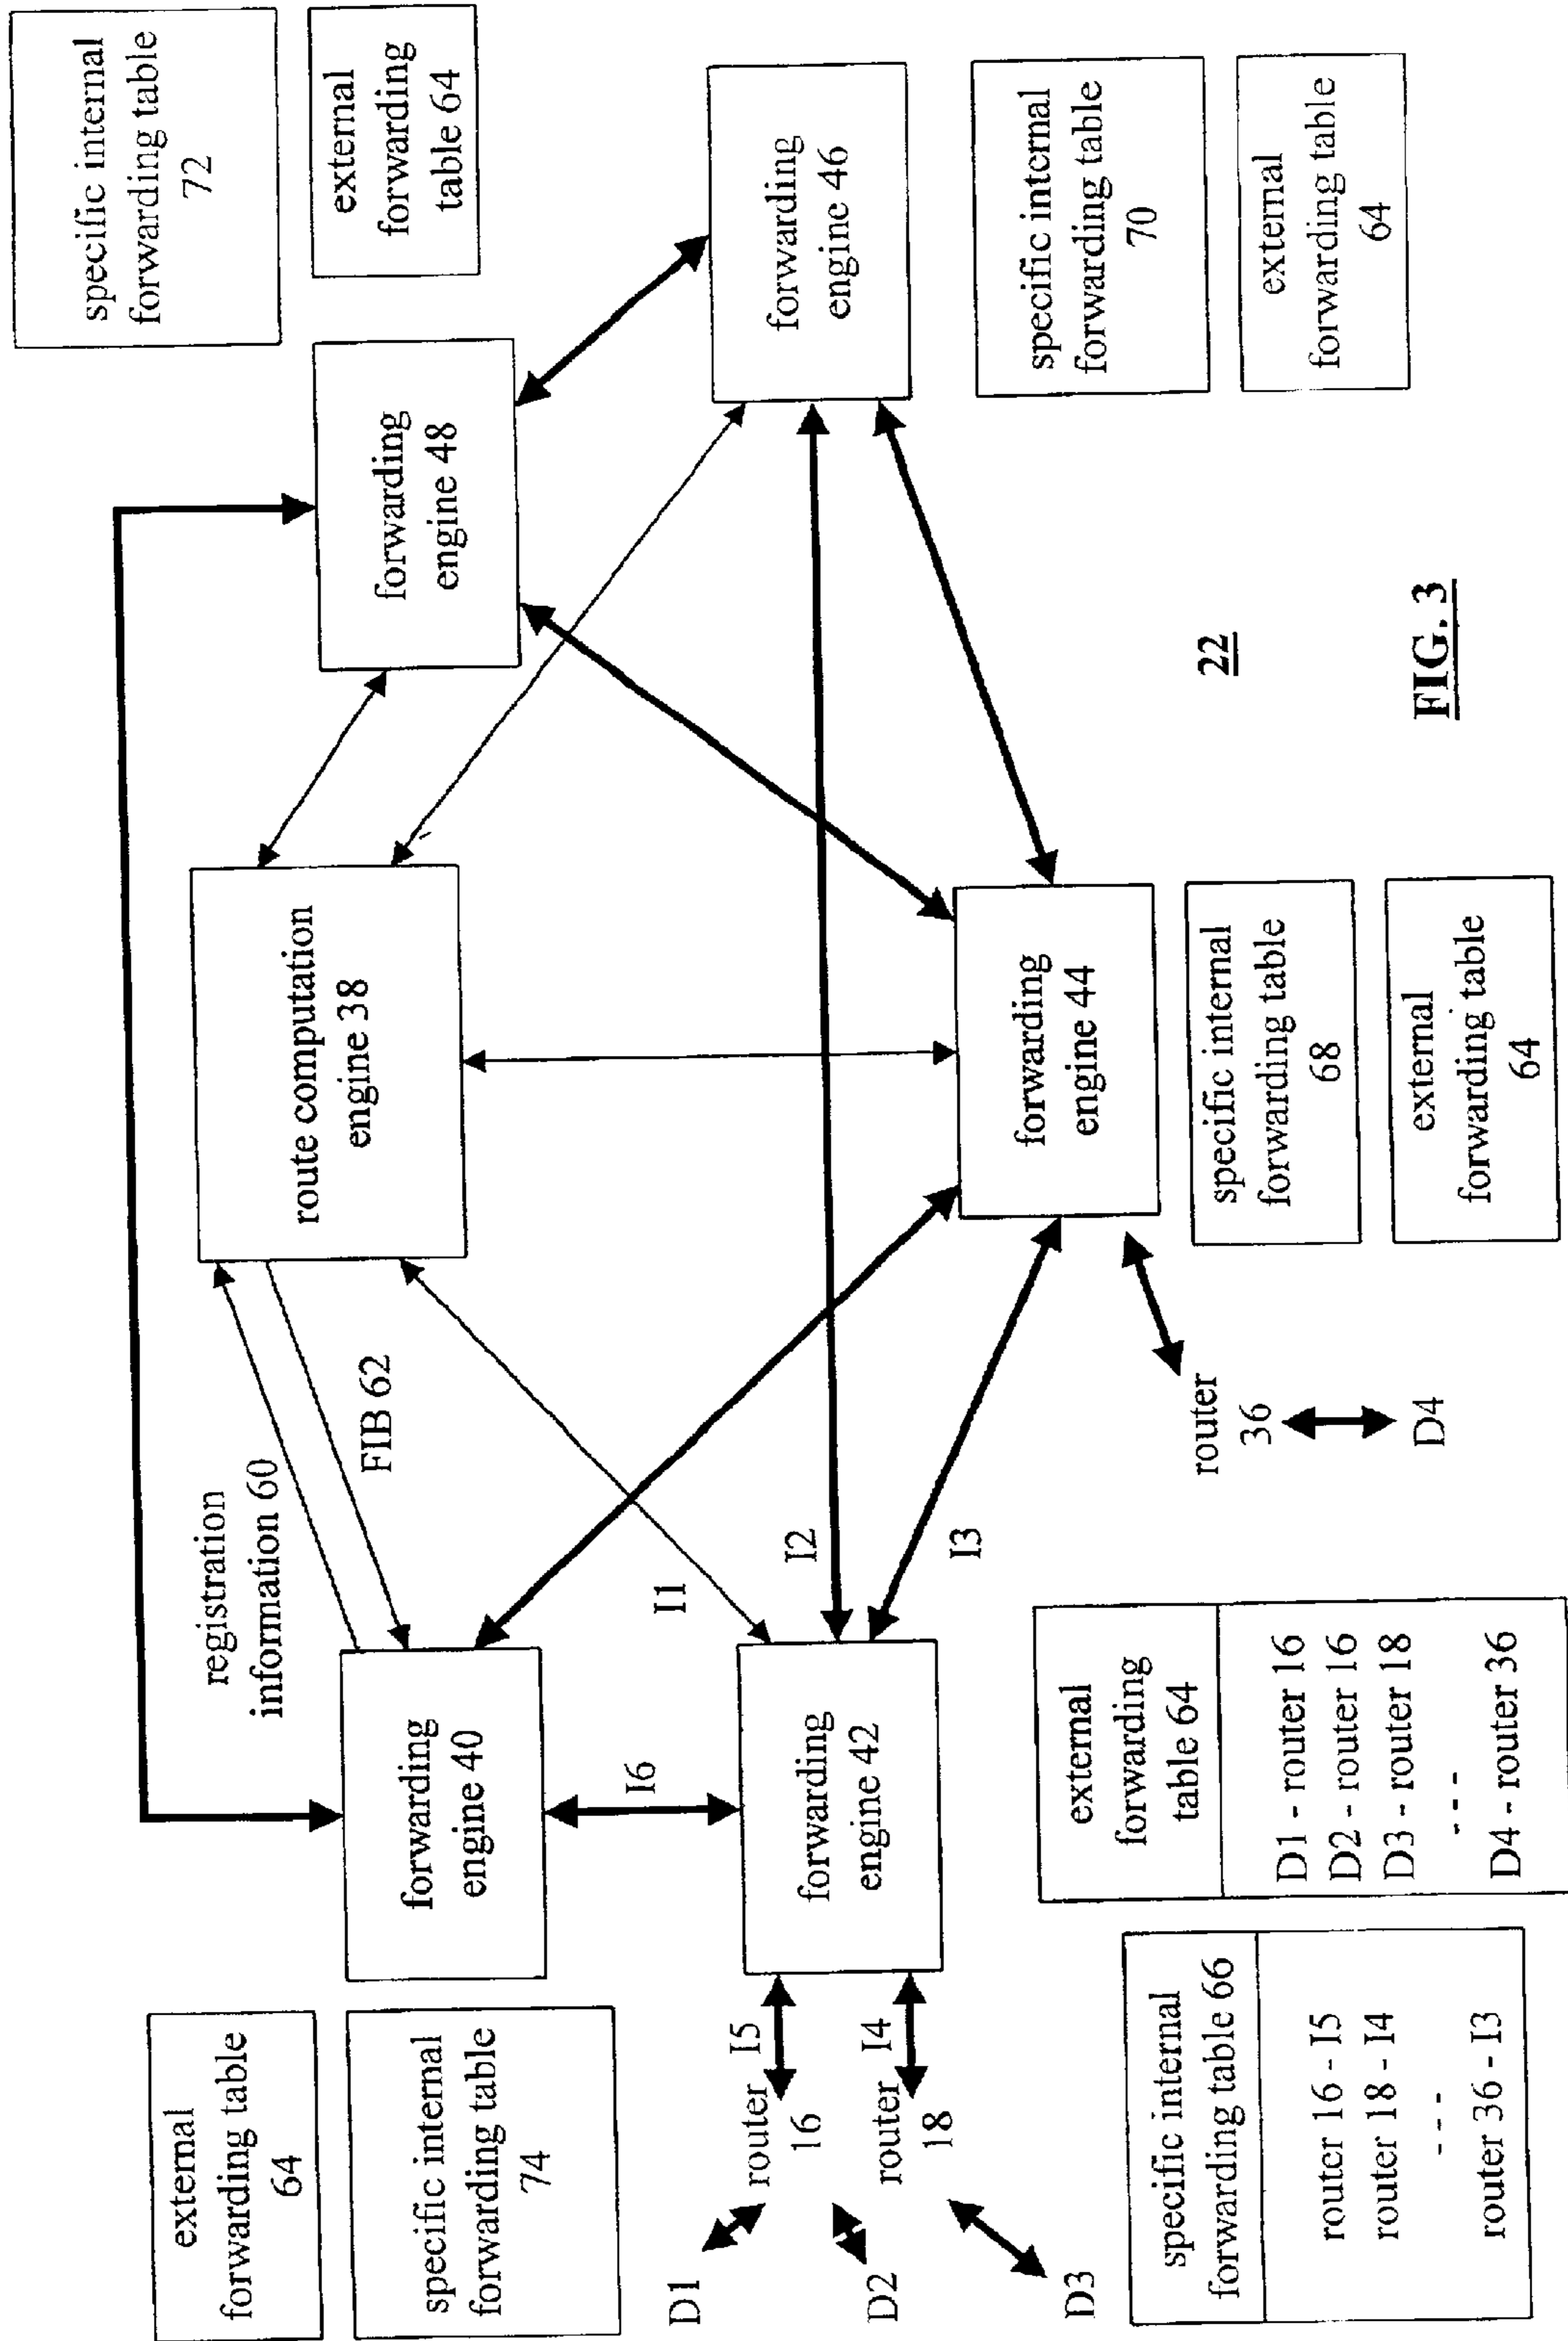 external
forwarding table
64
specific internal
forwarding table
74
registration
information 60
FIB 62
forwarding
engine 40
I6
I1
route computation
engine 38
forwarding
engine 48
specific internal
forwarding table
72
external
forwarding
table 64
D1
D2
D3
router
16
I5
router
18
I4
forwarding
engine 42
I2
I3
forwarding
engine 44
forwarding
engine 46
router
36
D4
specific internal
forwarding table
68
external
forwarding table
64
specific internal
forwarding table
70
external
forwarding table
64
specific internal
forwarding table 66
router 16 - I5
router 18 - I4
- - -
router 36 - I3
external
forwarding
table 64
D1 - router 16
D2 - router 16
D3 - router 18
- - -
D4 - router 36
22
FIG. 3